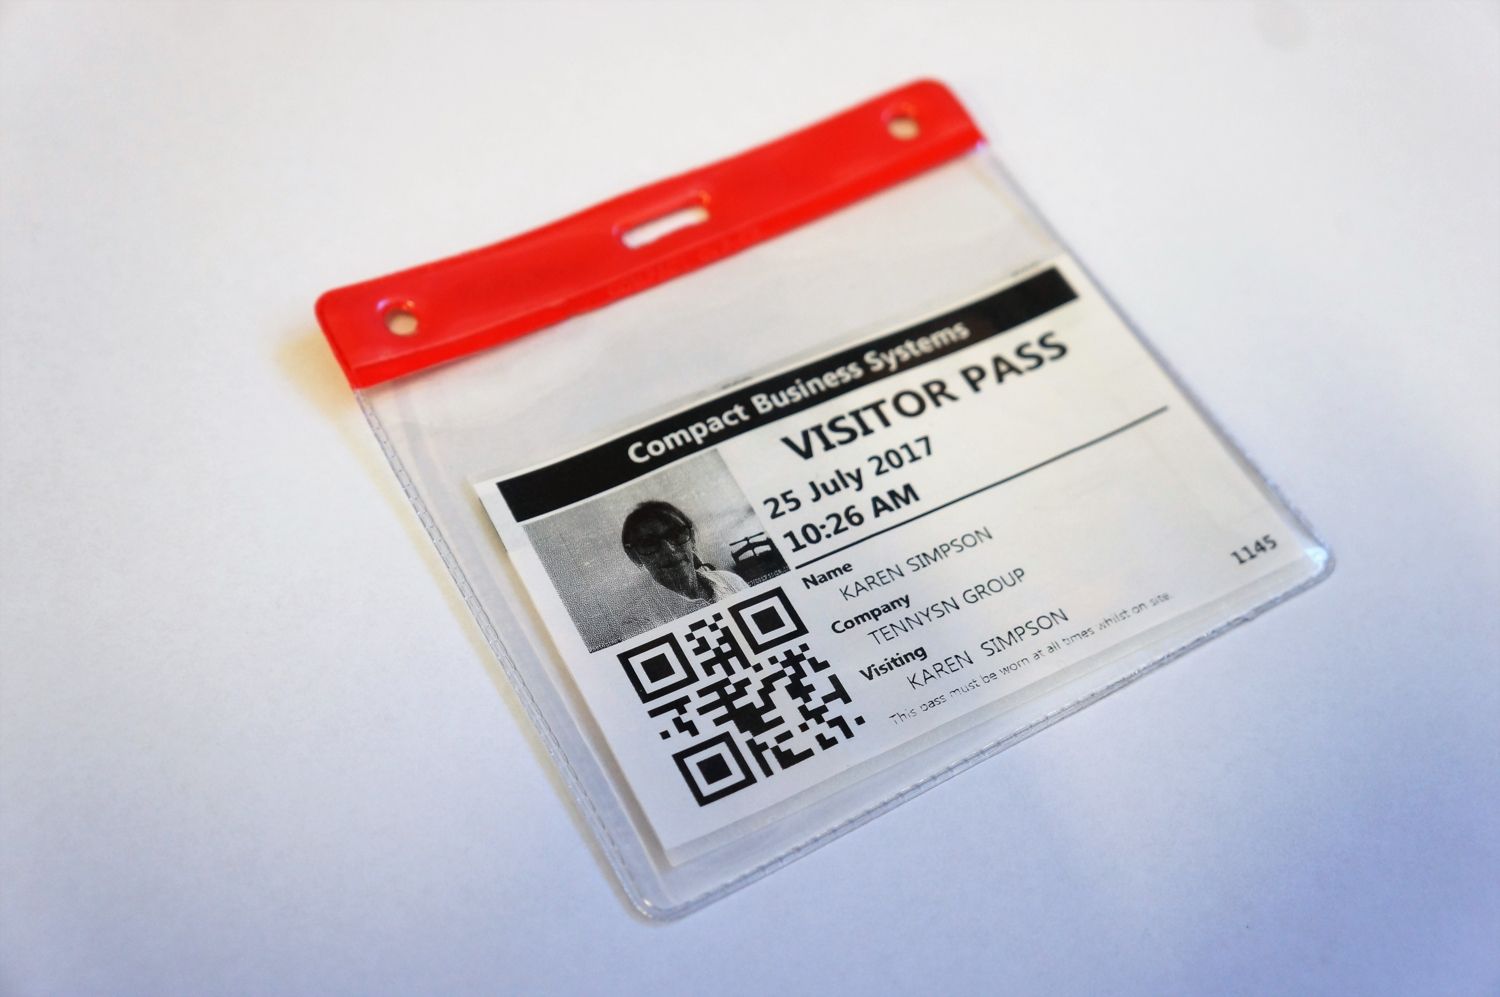 Compact Business Systems
VISITOR PASS
25 July 2017
10:26 AM
Name
KAREN SIMPSON
Company
TENNYSN GROUP
Visiting
KAREN SIMPSON
1145
This pass must be worn at all times whilst on site.